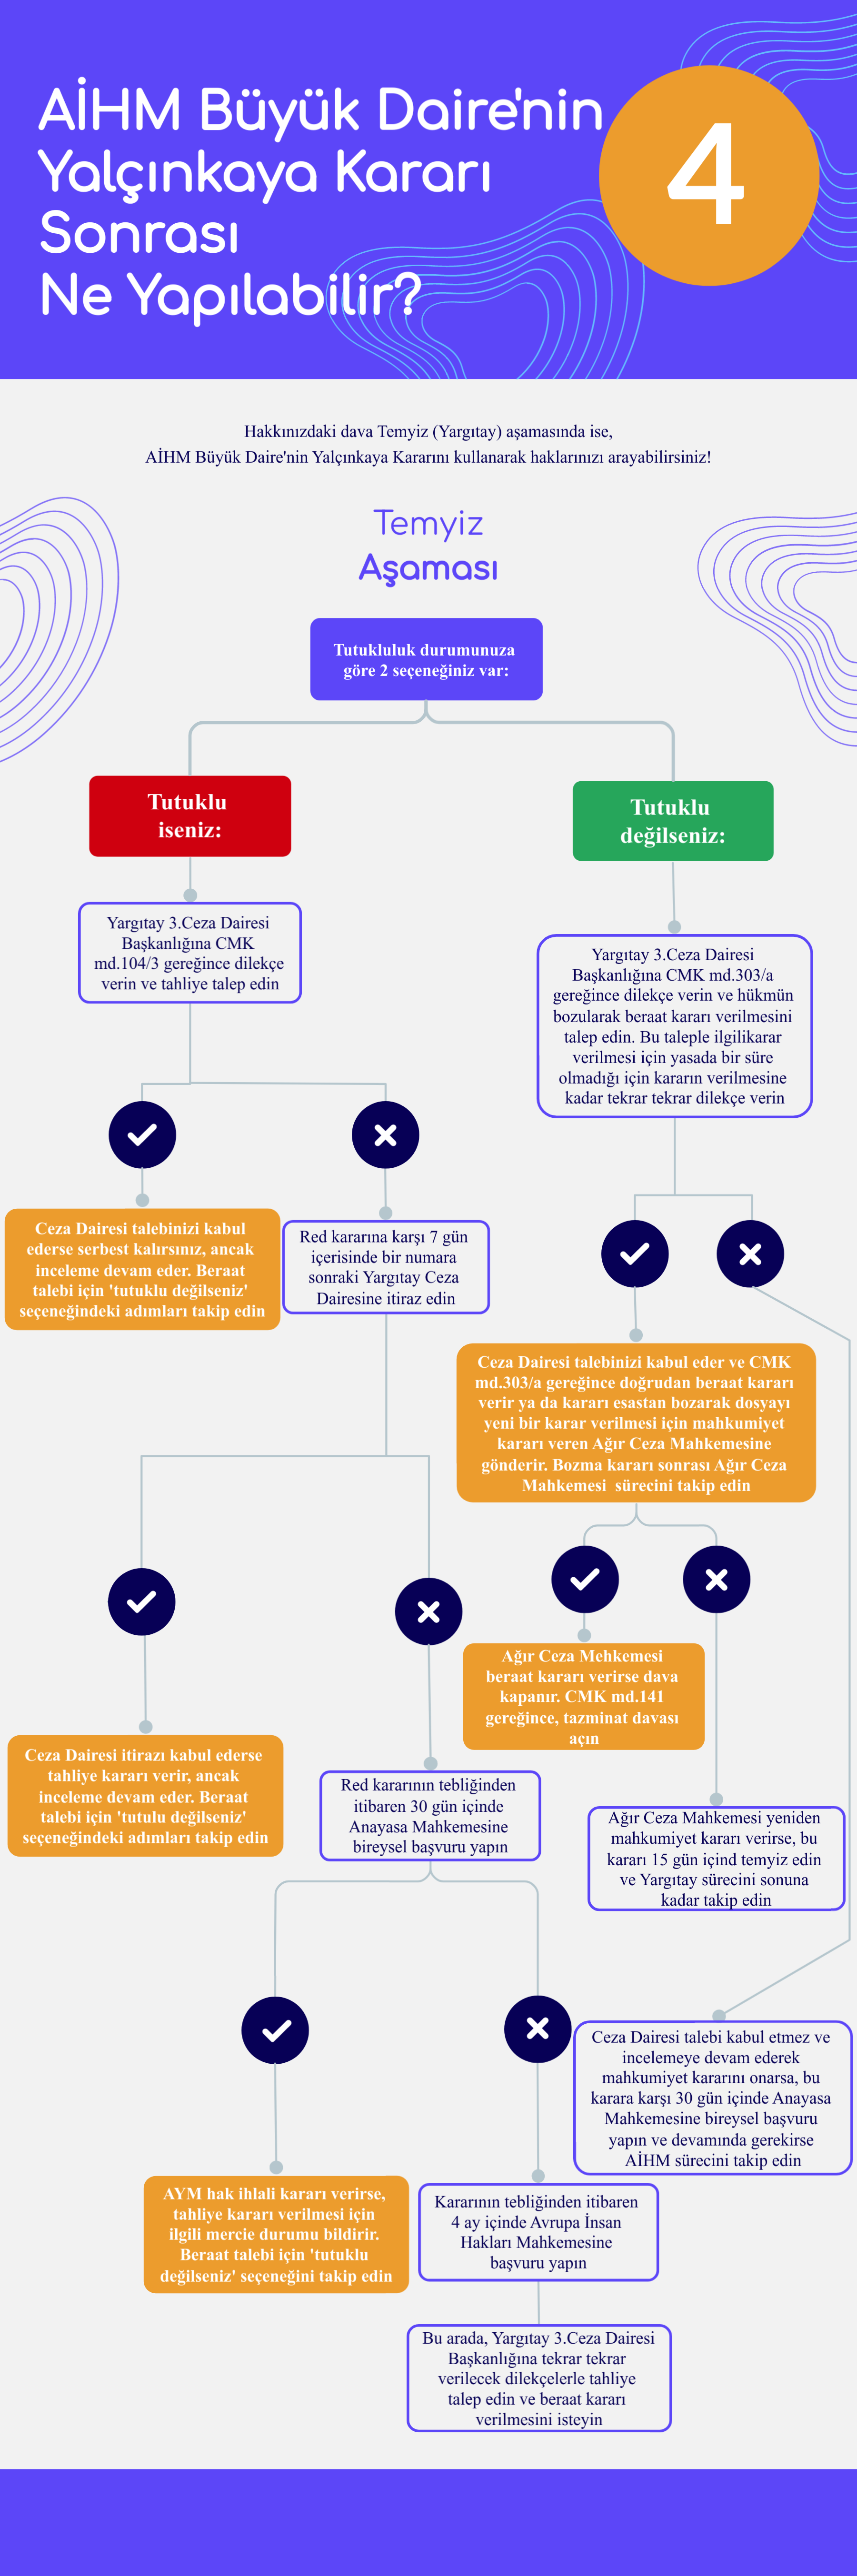 AİHM Büyük Daire'nin
Yalçınkaya Kararı
Sonrası
Ne Yapılabilir?
4
Hakkınızdaki dava Temyiz (Yargıtay) aşamasında ise,
AİHM Büyük Daire'nin Yalçınkaya Kararını kullanarak haklarınızı arayabilirsiniz!
Temyiz
Aşaması
Tutukluluk durumunuza
göre 2 seçeneğiniz var:
Tutuklu
iseniz:
Tutuklu
değilseniz:
Yargıtay 3.Ceza Dairesi
Başkanlığına CMK
md.104/3 gereğince dilekçe
verin ve tahliye talep edin
Yargıtay 3.Ceza Dairesi
Başkanlığına CMK md.303/a
gereğince dilekçe verin ve hükmün
bozularak beraat kararı verilmesini
talep edin. Bu taleple ilgilikarar
verilmesi için yasada bir süre
olmadığı için kararın verilmesine
kadar tekrar tekrar dilekçe verin
Ceza Dairesi talebinizi kabul
ederse serbest kalırsınız, ancak
inceleme devam eder. Beraat
talebi için 'tutuklu değilseniz'
seçeneğindeki adımları takip edin
Red kararına karşı 7 gün
içerisinde bir numara
sonraki Yargıtay Ceza
Dairesine itiraz edin
Ceza Dairesi talebinizi kabul eder ve CMK
md.303/a gereğince doğrudan beraat kararı
verir ya da kararı esastan bozarak dosyayı
yeni bir karar verilmesi için mahkumiyet
kararı veren Ağır Ceza Mahkemesine
gönderir. Bozma kararı sonrası Ağır Ceza
Mahkemesi sürecini takip edin
Ağır Ceza Mehkemesi
beraat kararı verirse dava
kapanır. CMK md.141
gereğince, tazminat davası
açın
Ceza Dairesi itirazı kabul ederse
tahliye kararı verir, ancak
inceleme devam eder. Beraat
talebi için 'tutulu değilseniz'
seçeneğindeki adımları takip edin
Red kararının tebliğinden
itibaren 30 gün içinde
Anayasa Mahkemesine
bireysel başvuru yapın
Ağır Ceza Mahkemesi yeniden
mahkumiyet kararı verirse, bu
kararı 15 gün içind temyiz edin
ve Yargıtay sürecini sonuna
kadar takip edin
Ceza Dairesi talebi kabul etmez ve
incelemeye devam ederek
mahkumiyet kararını onarsa, bu
karara karşı 30 gün içinde Anayasa
Mahkemesine bireysel başvuru
yapın ve devamında gerekirse
AİHM sürecini takip edin
AYM hak ihlali kararı verirse,
tahliye kararı verilmesi için
ilgili mercie durumu bildirir.
Beraat talebi için 'tutuklu
değilseniz' seçeneğini takip edin
Kararının tebliğinden itibaren
4 ay içinde Avrupa İnsan
Hakları Mahkemesine
başvuru yapın
Bu arada, Yargıtay 3.Ceza Dairesi
Başkanlığına tekrar tekrar
verilecek dilekçelerle tahliye
talep edin ve beraat kararı
verilmesini isteyin